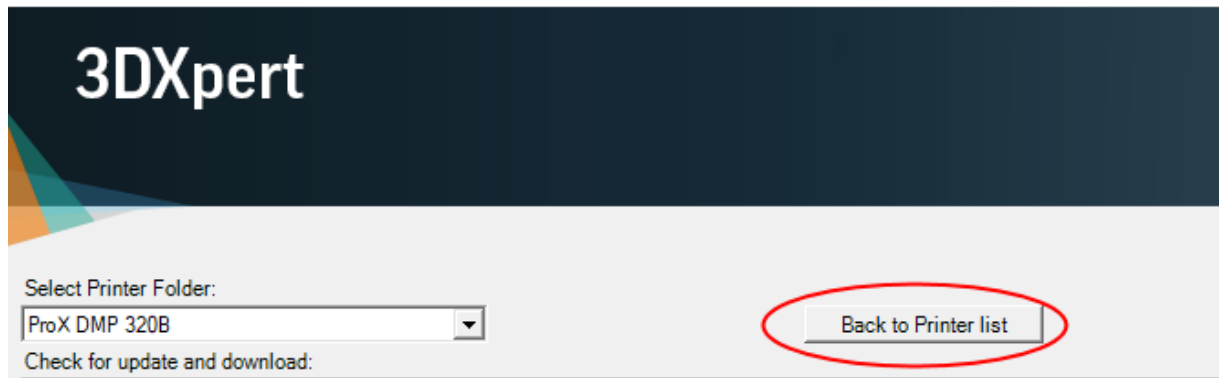 3DXpert
Select Printer Folder:
ProX DMP 320B
Back to Printer list
Check for update and download: